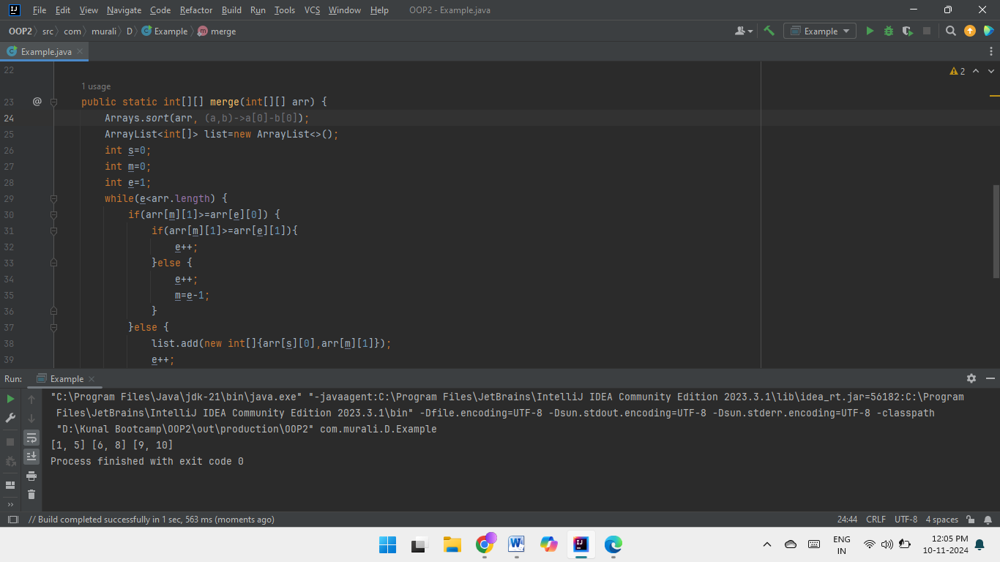 File Edit View Navigate Code Refactor Build Run Tools VCS Window Help OOP2 - Example.java
OOP2 src com murali D Example merge Example
Example.java
22 2
1 usage
23 @ public static int[][] merge(int[][] arr) {
24 Arrays.sort(arr, (a,b)->a[0]-b[0]);
25 ArrayList<int[]> list=new ArrayList<>();
26 int s=0;
27 int m=0;
28 int e=1;
29 while(e<arr.length) {
30 if(arr[m][1]>=arr[e][0]) {
31 if(arr[m][1]>=arr[e][1]){
32 e++;
33 }else {
34 e++;
35 m=e-1;
36 }
37 }else {
38 list.add(new int[]{arr[s][0],arr[m][1]});
39 e++;
Run: Example
"C:\Program Files\Java\jdk-21\bin\java.exe" "-javaagent:C:\Program Files\JetBrains\IntelliJ IDEA Community Edition 2023.3.1\lib\idea_rt.jar=56182:C:\Program
Files\JetBrains\IntelliJ IDEA Community Edition 2023.3.1\bin" -Dfile.encoding=UTF-8 -Dsun.stdout.encoding=UTF-8 -Dsun.stderr.encoding=UTF-8 -classpath
"D:\Kunal Bootcamp\OOP2\out\production\OOP2" com.murali.D.Example
[1, 5] [6, 8] [9, 10]
Process finished with exit code 0
// Build completed successfully in 1 sec, 563 ms (moments ago) 24:44 CRLF UTF-8 4 spaces
ENG 12:05 PM
IN 10-11-2024